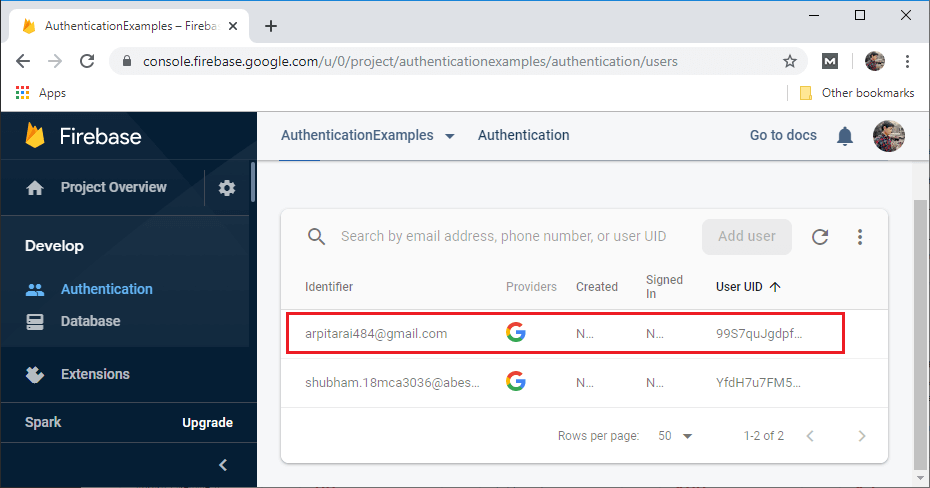 AuthenticationExamples – Fireba
console.firebase.google.com/u/0/project/authenticationexamples/authentication/users
Apps
Other bookmarks
Firebase
AuthenticationExamples
Authentication
Go to docs
Project Overview
Develop
Authentication
Database
Extensions
Spark
Upgrade
Search by email address, phone number, or user UID
Add user
Identifier Providers Created Signed In User UID
arpitarai484@gmail.com N… N… 99S7quJgdpf…
shubham.18mca3036@abes… N… N… YfdH7u7FM5…
Rows per page: 50 1-2 of 2